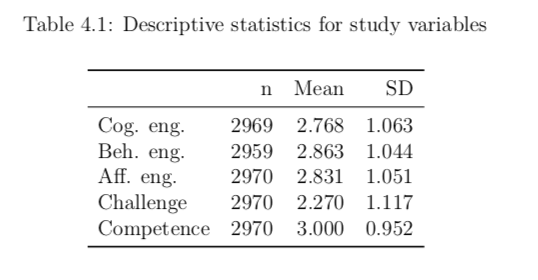 Table 4.1: Descriptive statistics for study variables
n Mean SD
Cog. eng. 2969 2.768 1.063
Beh. eng. 2959 2.863 1.044
Aff. eng. 2970 2.831 1.051
Challenge 2970 2.270 1.117
Competence 2970 3.000 0.952